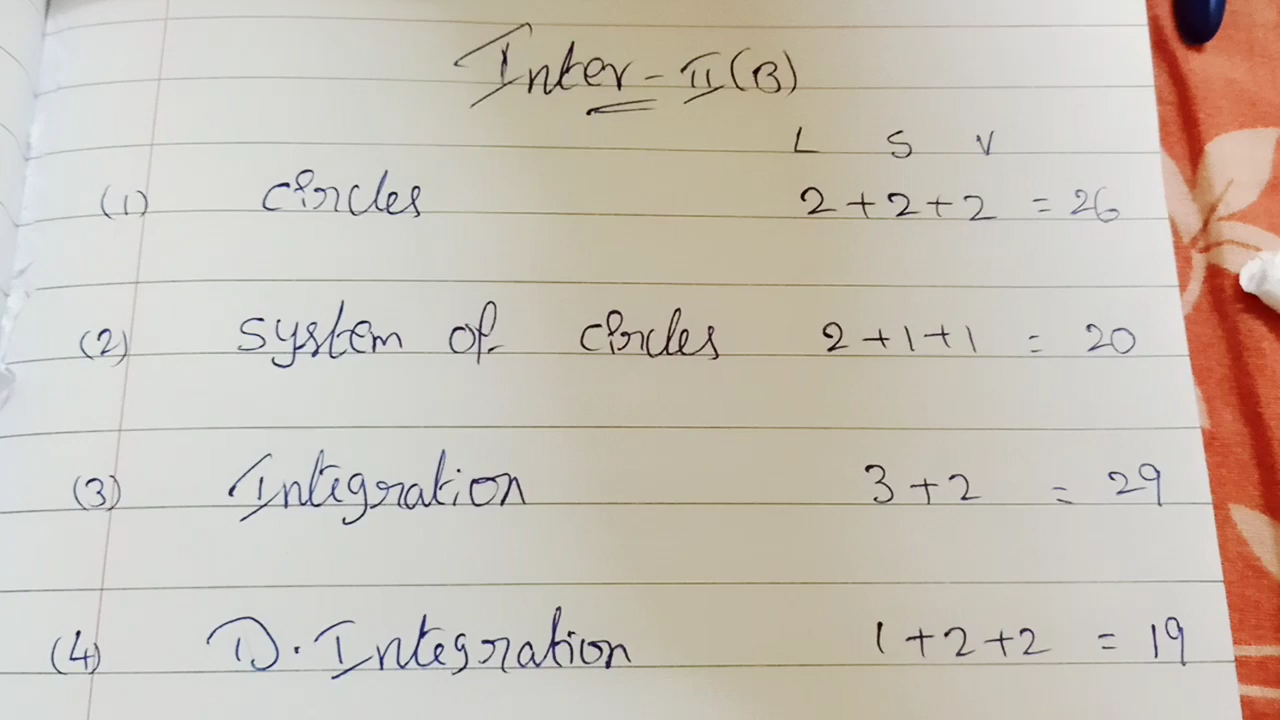 Inter - II(B)
L S V
(1) circles 2+2+2 = 26
(2) system of circles 2+1+1 = 20
(3) Integration 3+2 = 29
(4) D. Integration 1+2+2 = 19